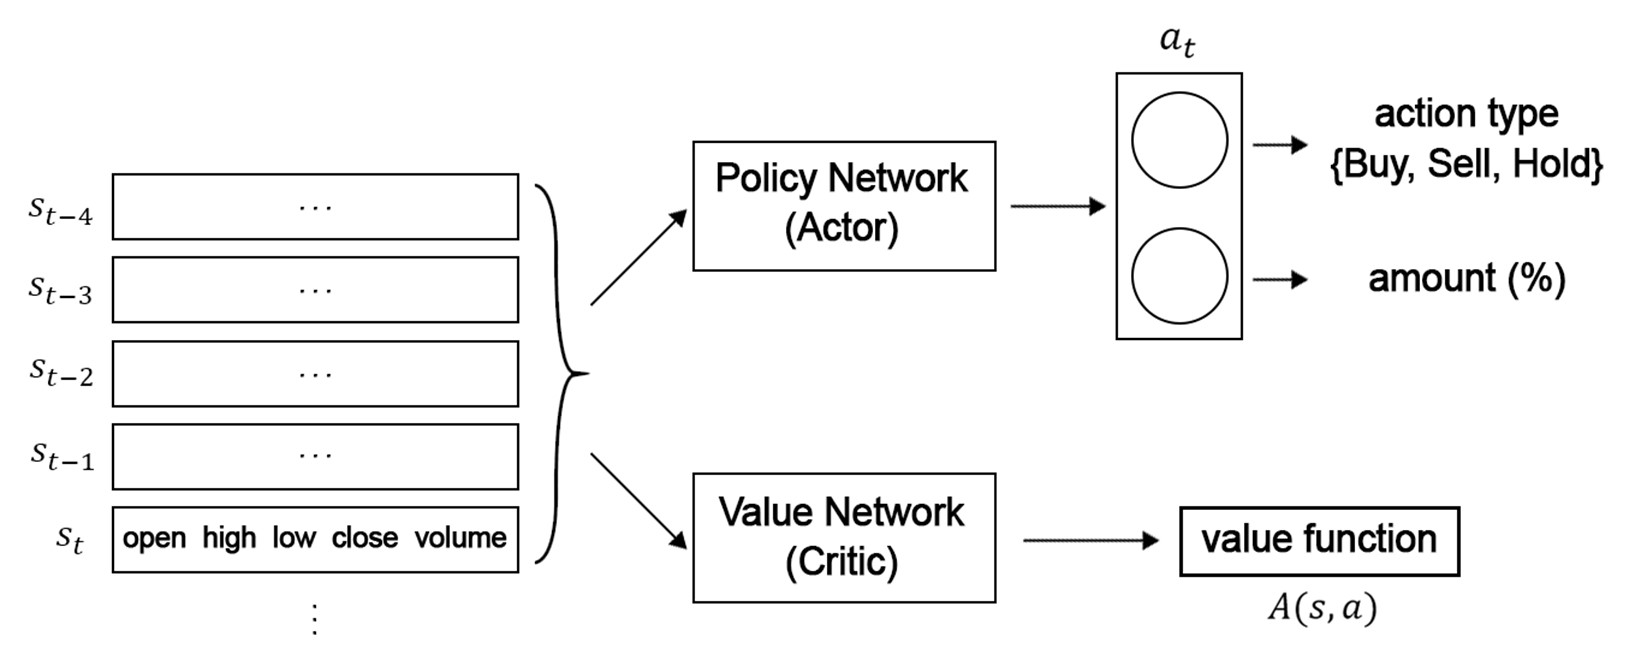 s_{t−4} ...
s_{t−3} ...
s_{t−2} ...
s_{t−1} ...
s_t open high low close volume
⋮
Policy Network
(Actor)
Value Network
(Critic)
a_t
action type
{Buy, Sell, Hold}
amount (%)
value function
A(s, a)